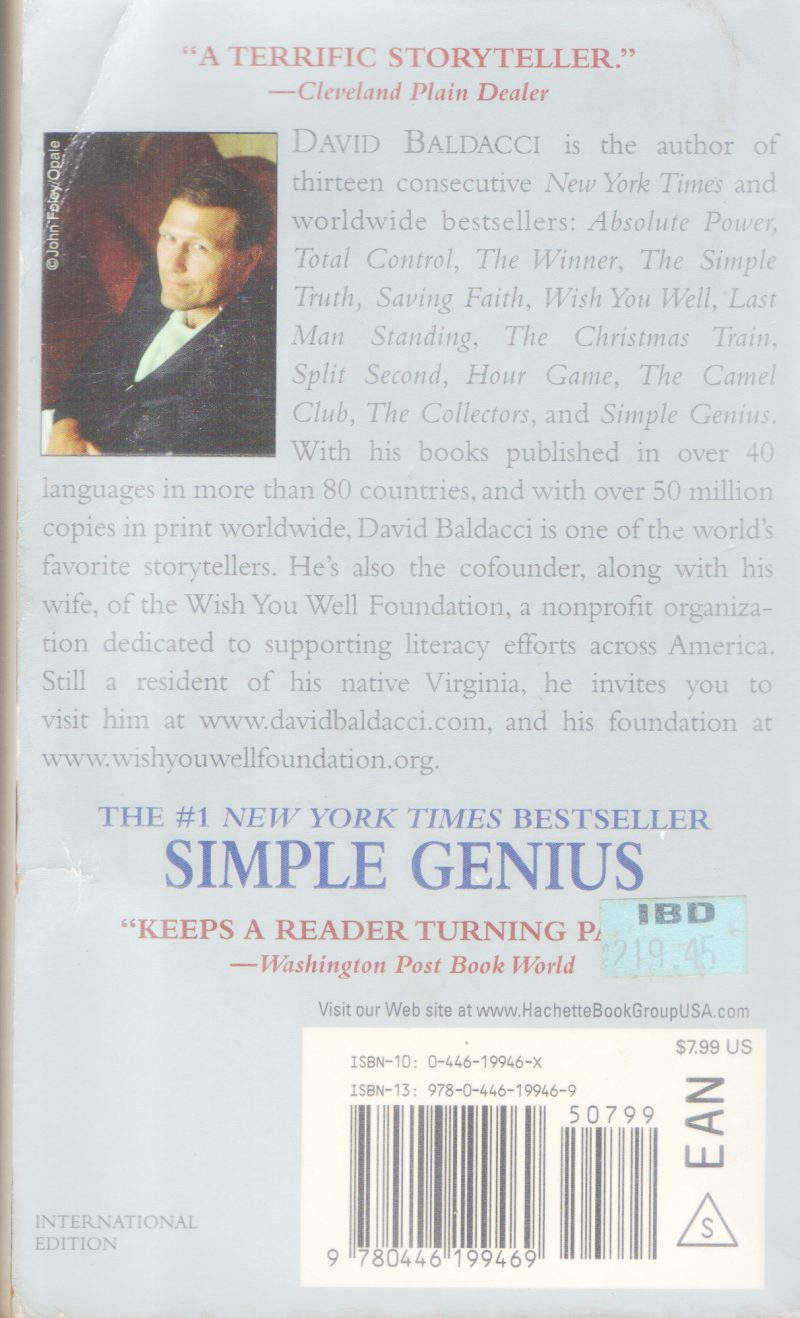 “A TERRIFIC STORYTELLER.”
—Cleveland Plain Dealer
©John Foley/Opale
DAVID BALDACCI is the author of
thirteen consecutive New York Times and
worldwide bestsellers: Absolute Power,
Total Control, The Winner, The Simple
Truth, Saving Faith, Wish You Well, Last
Man Standing, The Christmas Train,
Split Second, Hour Game, The Camel
Club, The Collectors, and Simple Genius.
With his books published in over 40
languages in more than 80 countries, and with over 50 million
copies in print worldwide, David Baldacci is one of the world’s
favorite storytellers. He’s also the cofounder, along with his
wife, of the Wish You Well Foundation, a nonprofit organiza-
tion dedicated to supporting literacy efforts across America.
Still a resident of his native Virginia, he invites you to
visit him at www.davidbaldacci.com, and his foundation at
www.wishyouwellfoundation.org.
THE #1 NEW YORK TIMES BESTSELLER
SIMPLE GENIUS
“KEEPS A READER TURNING PA
IBD
219.45
—Washington Post Book World
Visit our Web site at www.HachetteBookGroupUSA.com
$7.99 US
ISBN-10: 0-446-19946-X
ISBN-13: 978-0-446-19946-9
50799
EAN
S
9 780446 199469
INTERNATIONAL
EDITION